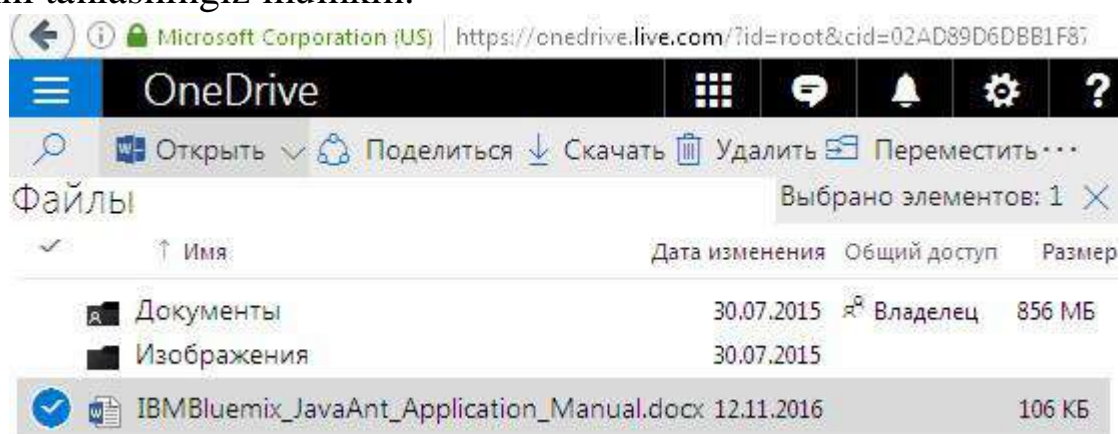 Microsoft Corporation (US) https://onedrive.live.com/?id=root&cid=02AD89D6DBB1F87
OneDrive ?
Открыть Поделиться Скачать Удалить Переместить ···
Файлы Выбрано элементов: 1
↑ Имя Дата изменения Общий доступ Размер
Документы 30.07.2015 Владелец 856 МБ
Изображения 30.07.2015
IBMBluemix_JavaAnt_Application_Manual.docx 12.11.2016 106 КБ